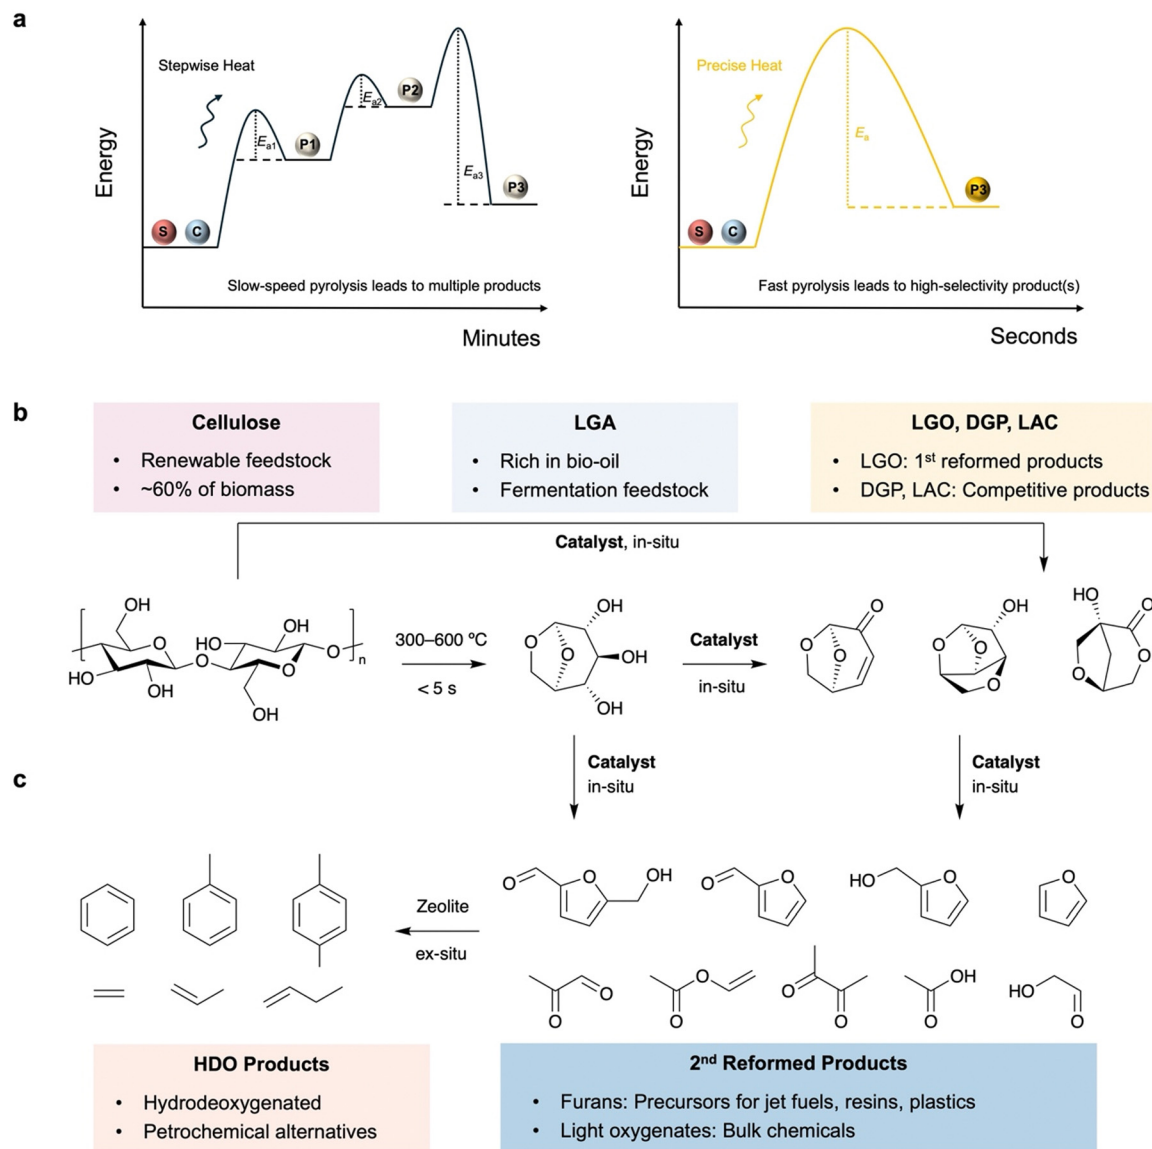 a
Stepwise Heat
Energy
Ea1
P1
Ea2
P2
Ea3
P3
S C
Slow-speed pyrolysis leads to multiple products
Minutes
Precise Heat
Energy
Ea
P3
S C
Fast pyrolysis leads to high-selectivity product(s)
Seconds
b
Cellulose
• Renewable feedstock
• ~60% of biomass
LGA
• Rich in bio-oil
• Fermentation feedstock
LGO, DGP, LAC
• LGO: 1st reformed products
• DGP, LAC: Competitive products
Catalyst, in-situ
OH
O
HO
OH
O
HO
OH
O
O
OH
n
300–600 ºC
< 5 s
OH
O
O
OH
OH
Catalyst
in-situ
O
O
O
OH
O
O
O
HO
O
O
O
Catalyst
in-situ
Catalyst
in-situ
c
Zeolite
ex-situ
O
O
OH
O
O
HO
O
O
O
O
O
O
O
O
OH
O
HO
O
HDO Products
• Hydrodeoxygenated
• Petrochemical alternatives
2nd Reformed Products
• Furans: Precursors for jet fuels, resins, plastics
• Light oxygenates: Bulk chemicals